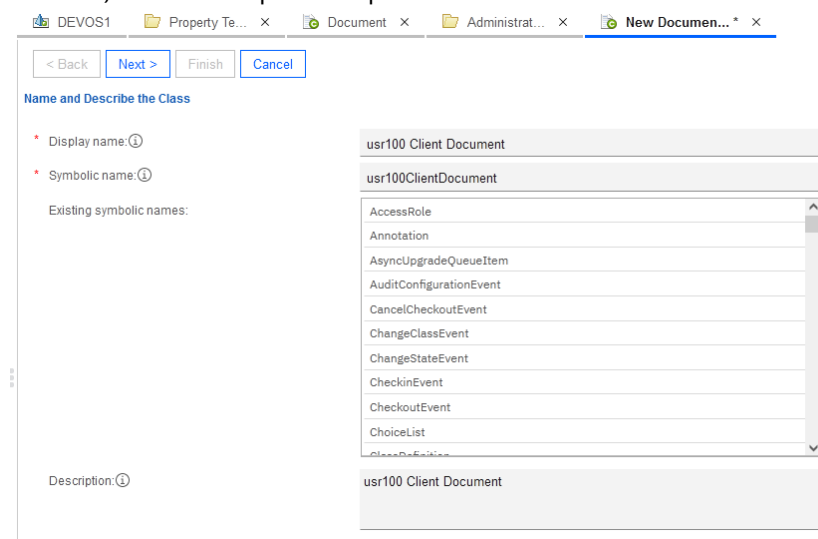 DEVOS1 Property Te... × Document × Administrat... × New Documen... * ×
< Back Next > Finish Cancel
Name and Describe the Class
* Display name: usr100 Client Document
* Symbolic name: usr100ClientDocument
Existing symbolic names:
AccessRole
Annotation
AsyncUpgradeQueueItem
AuditConfigurationEvent
CancelCheckoutEvent
ChangeClassEvent
ChangeStateEvent
CheckinEvent
CheckoutEvent
ChoiceList
ClassDefinition
Description: usr100 Client Document